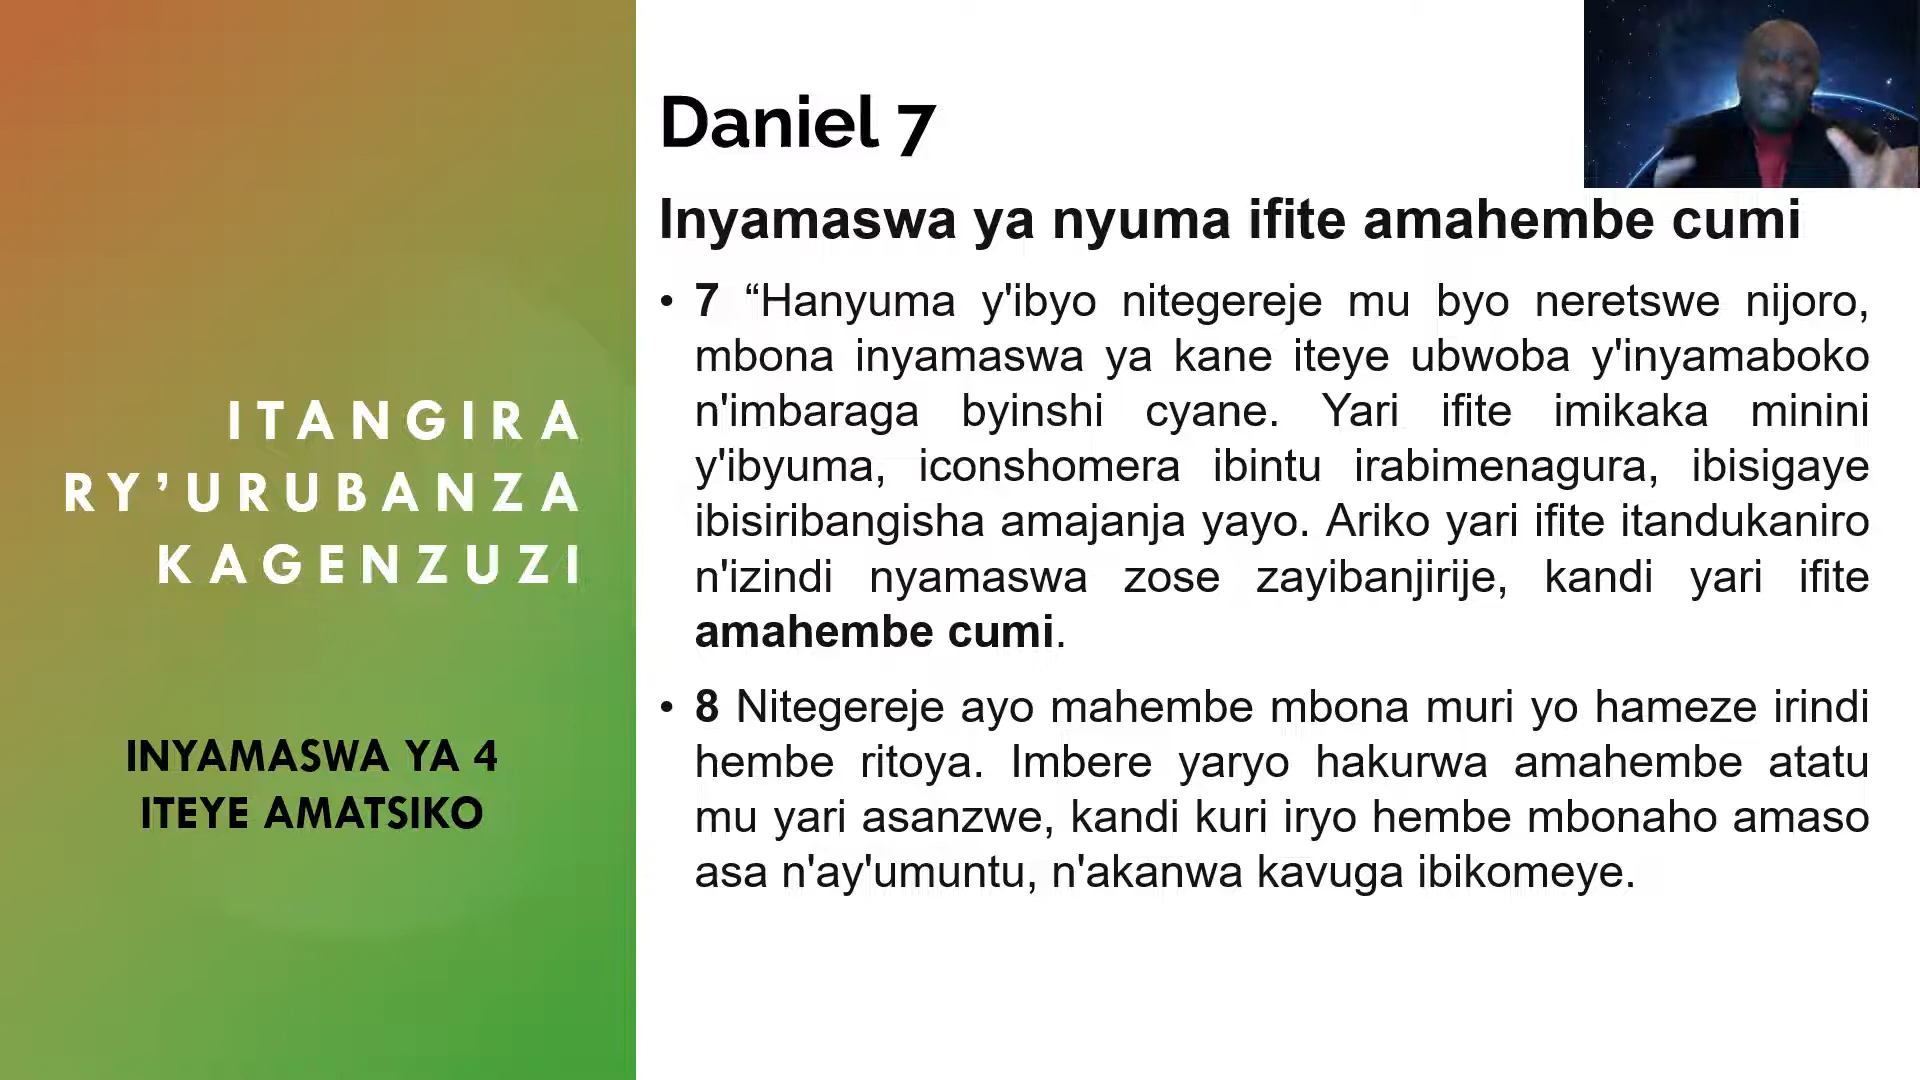 ITANGIRA
RY’URUBANZA
KAGENZUZI
INYAMASWA YA 4
ITEYE AMATSIKO
Daniel 7
Inyamaswa ya nyuma ifite amahembe cumi
• 7 “Hanyuma y'ibyo nitegereje mu byo neretswe nijoro,
mbona inyamaswa ya kane iteye ubwoba y'inyamaboko
n'imbaraga byinshi cyane. Yari ifite imikaka minini
y'ibyuma, iconshomera ibintu irabimenagura, ibisigaye
ibisiribangisha amajanja yayo. Ariko yari ifite itandukaniro
n'izindi nyamaswa zose zayibanjirije, kandi yari ifite
amahembe cumi.
• 8 Nitegereje ayo mahembe mbona muri yo hameze irindi
hembe ritoya. Imbere yaryo hakurwa amahembe atatu
mu yari asanzwe, kandi kuri iryo hembe mbonaho amaso
asa n'ay'umuntu, n'akanwa kavuga ibikomeye.